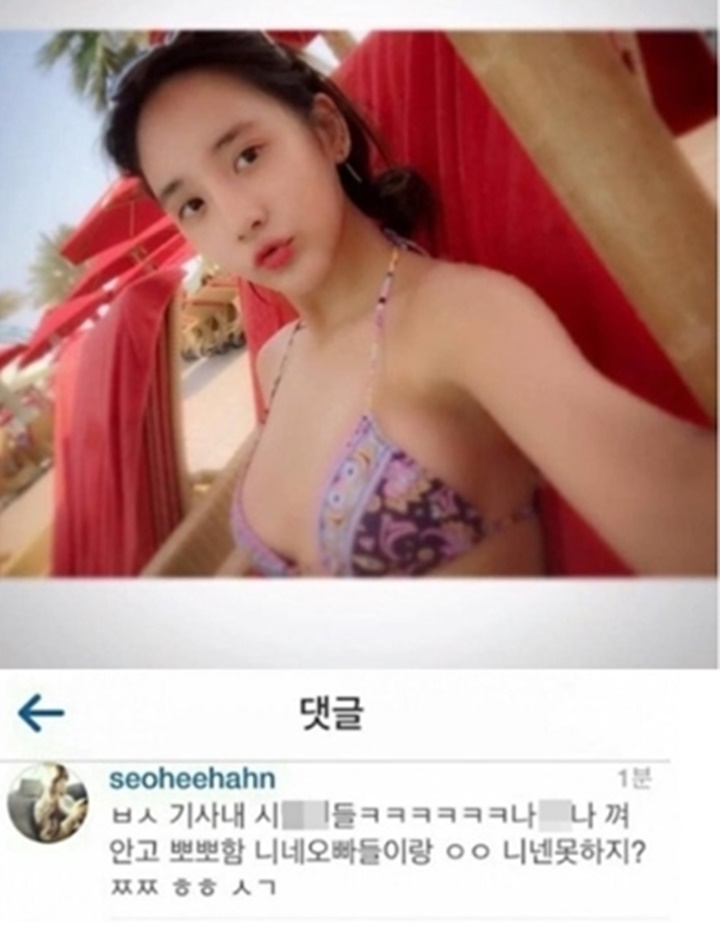 댓글
seoheehahn 1분
ㅂㅅ 기사내 시 들ㅋㅋㅋㅋㅋㅋ나 나 껴
안고 뽀뽀함 니네오빠들이랑 ㅇㅇ 니넨못하지?
ㅉㅉ ㅎㅎ ㅅㄱ